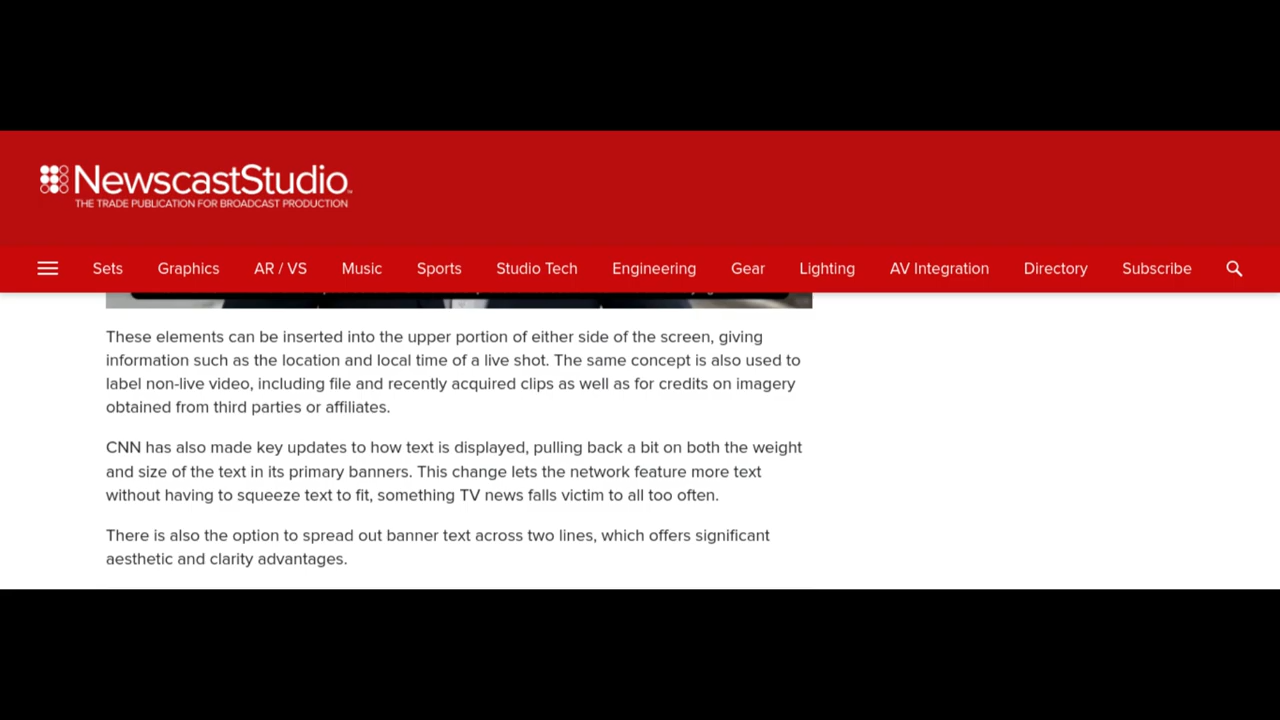 NewscastStudio
THE TRADE PUBLICATION FOR BROADCAST PRODUCTION
Sets Graphics AR / VS Music Sports Studio Tech Engineering Gear Lighting AV Integration Directory Subscribe
These elements can be inserted into the upper portion of either side of the screen, giving
information such as the location and local time of a live shot. The same concept is also used to
label non-live video, including file and recently acquired clips as well as for credits on imagery
obtained from third parties or affiliates.
CNN has also made key updates to how text is displayed, pulling back a bit on both the weight
and size of the text in its primary banners. This change lets the network feature more text
without having to squeeze text to fit, something TV news falls victim to all too often.
There is also the option to spread out banner text across two lines, which offers significant
aesthetic and clarity advantages.